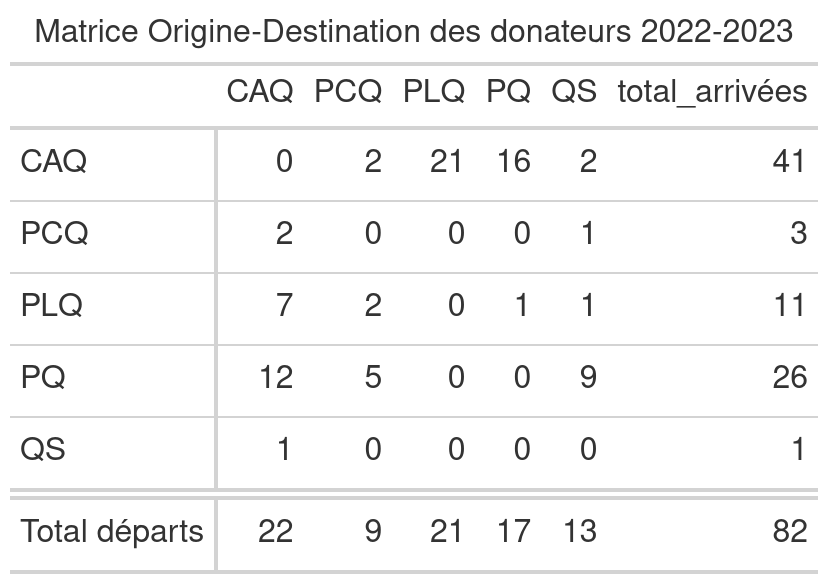 Matrice Origine-Destination des donateurs 2022-2023
CAQ PCQ PLQ PQ QS total_arrivées
CAQ 0 2 21 16 2 41
PCQ 2 0 0 0 1 3
PLQ 7 2 0 1 1 11
PQ 12 5 0 0 9 26
QS 1 0 0 0 0 1
Total départs 22 9 21 17 13 82